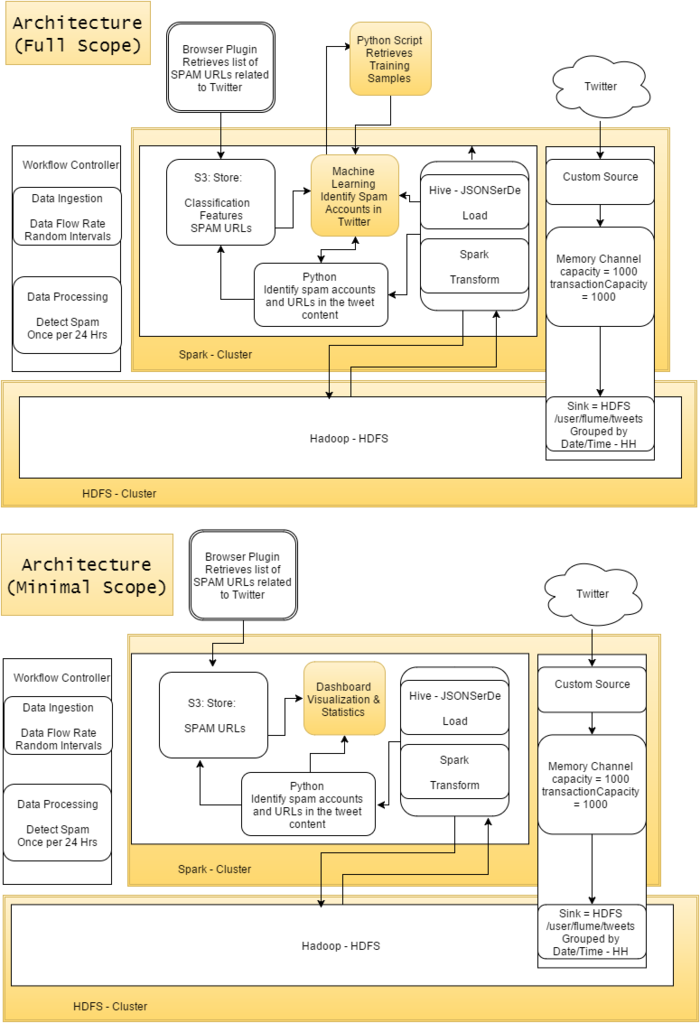 Architecture
(Full Scope)
Browser Plugin
Retrieves list of
SPAM URLs related
to Twitter
Python Script
Retrieves
Training
Samples
Twitter
Workflow Controller
Data Ingestion
Data Flow Rate
Random Intervals
Data Processing
Detect Spam
Once per 24 Hrs
S3: Store:
Classification
Features
SPAM URLs
Machine
Learning
Identify Spam
Accounts in
Twitter
Hive - JSONSerDe
Load
Spark
Transform
Python
Identify spam accounts
and URLs in the tweet
content
Custom Source
Memory Channel
capacity = 1000
transactionCapacity
= 1000
Spark - Cluster
Sink = HDFS
/user/flume/tweets
Grouped by
Date/Time - HH
Hadoop - HDFS
HDFS - Cluster
Architecture
(Minimal Scope)
Browser Plugin
Retrieves list of
SPAM URLs related
to Twitter
Twitter
Workflow Controller
Data Ingestion
Data Flow Rate
Random Intervals
Data Processing
Detect Spam
Once per 24 Hrs
S3: Store:
SPAM URLs
Dashboard
Visualization &
Statistics
Hive - JSONSerDe
Load
Spark
Transform
Python
Identify spam accounts
and URLs in the tweet
content
Custom Source
Memory Channel
capacity = 1000
transactionCapacity
= 1000
Spark - Cluster
Sink = HDFS
/user/flume/tweets
Grouped by
Date/Time - HH
Hadoop - HDFS
HDFS - Cluster